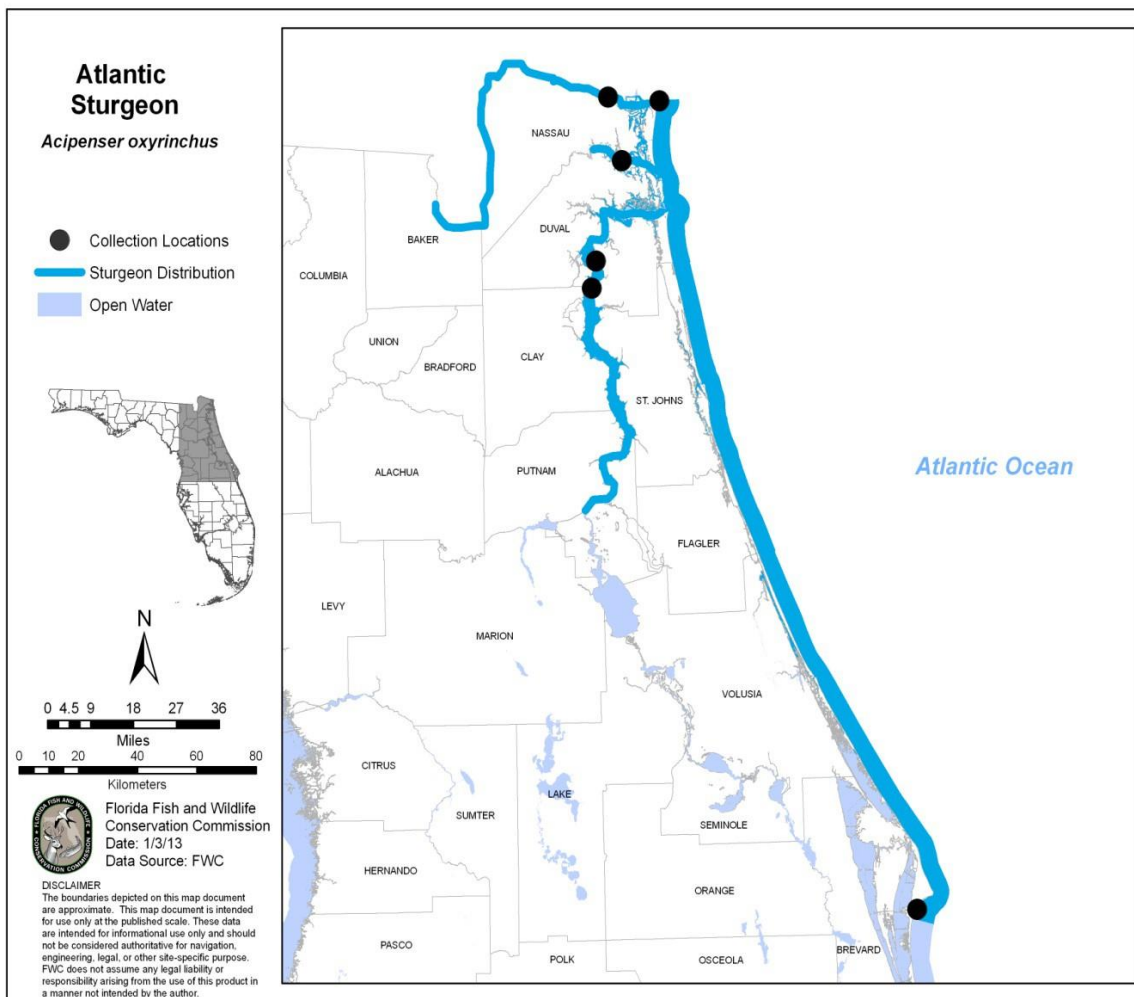 Atlantic
Sturgeon
Acipenser oxyrinchus
Collection Locations
Sturgeon Distribution
Open Water
N
0 4.5 9 18 27 36
Miles
0 10 20 40 60 80
Kilometers
FLORIDA FISH AND WILDLIFE
CONSERVATION COMMISSION
Florida Fish and Wildlife
Conservation Commission
Date: 1/3/13
Data Source: FWC
DISCLAIMER
The boundaries depicted on this map document
are approximate. This map document is intended
for use only at the published scale. These data
are intended for informational use only and should
not be considered authoritative for navigation,
engineering, legal, or other site-specific purpose.
FWC does not assume any legal liability or
responsibility arising from the use of this product in
a manner not intended by the author.
NASSAU
DUVAL
BAKER
COLUMBIA
UNION
BRADFORD
CLAY
ST. JOHNS
ALACHUA
PUTNAM
Atlantic Ocean
FLAGLER
LEVY
MARION
VOLUSIA
CITRUS
LAKE
SUMTER
SEMINOLE
HERNANDO
ORANGE
PASCO
POLK
OSCEOLA
BREVARD